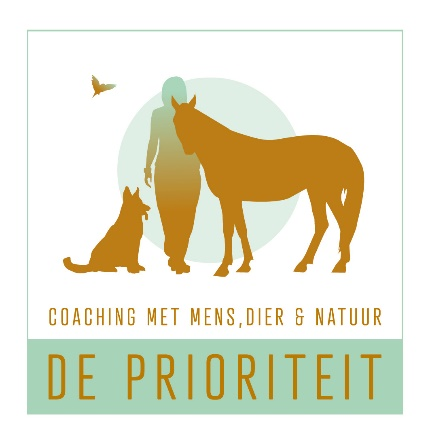 COACHING MET MENS,DIER & NATUUR
DE PRIORITEIT